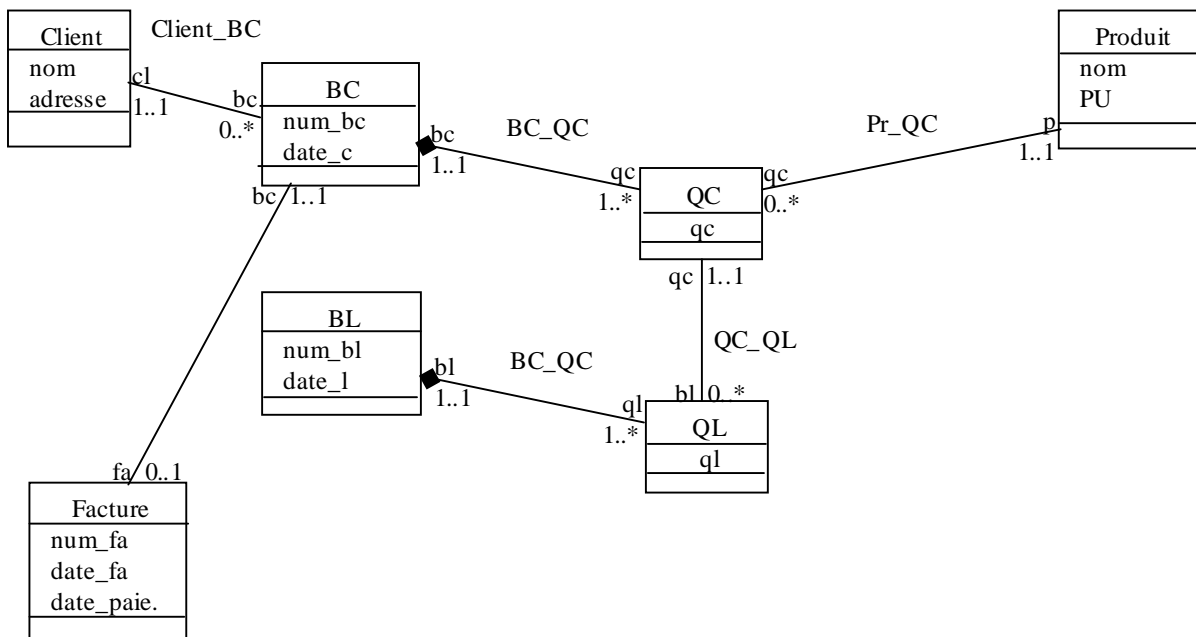 Client
nom
adresse
Client_BC
cl
1..1
bc
0..*
BC
num_bc
date_c
bc
1..1
BC_QC
qc
1..*
QC
qc
Pr_QC
qc
0..*
p
1..1
Produit
nom
PU
bc 1..1
qc 1..1
QC_QL
bl 0..*
BL
num_bl
date_l
bl
1..1
BC_QC
ql
1..*
QL
ql
fa 0..1
Facture
num_fa
date_fa
date_paie.